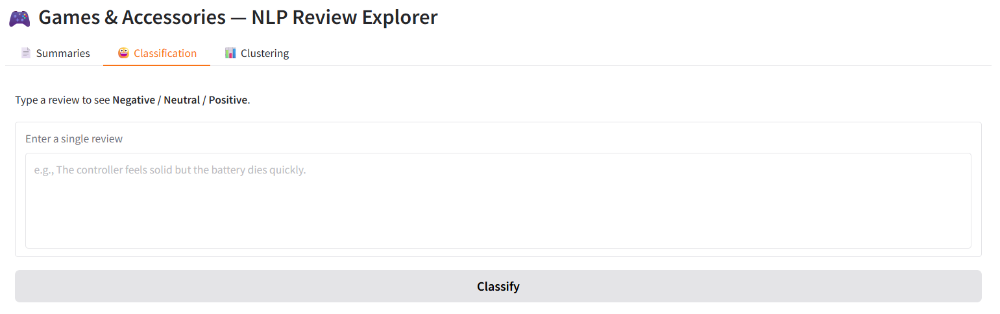 Games & Accessories — NLP Review Explorer
Summaries
Classification
Clustering
Type a review to see Negative / Neutral / Positive.
Enter a single review
e.g., The controller feels solid but the battery dies quickly.
Classify